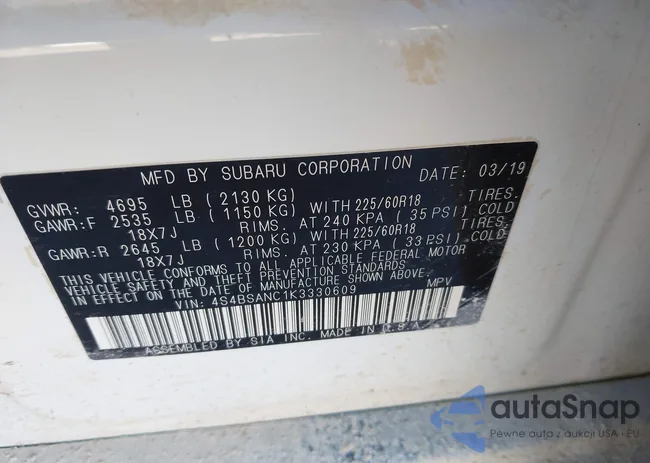 MFD BY SUBARU CORPORATION DATE: 03/19
GVWR: 4695 LB ( 2130 KG)
GAWR:F 2535 LB ( 1150 KG) WITH 225/60R18 TIRES.
18X7J RIMS. AT 240 KPA ( 35 PSI) COLD
GAWR:R 2645 LB ( 1200 KG) WITH 225/60R18 TIRES.
18X7J RIMS. AT 230 KPA ( 33 PSI) COLD
THIS VEHICLE CONFORMS TO ALL APPLICABLE FEDERAL MOTOR
VEHICLE SAFETY AND THEFT PREVENTION STANDARDS
IN EFFECT ON THE DATE OF MANUFACTURE SHOWN ABOVE.
VIN: 4S4BSANC1K3330609 MPV
ASSEMBLED BY SIA INC. MADE IN U.S.A.
autaSnap
Pewne auta z aukcji USA - EU